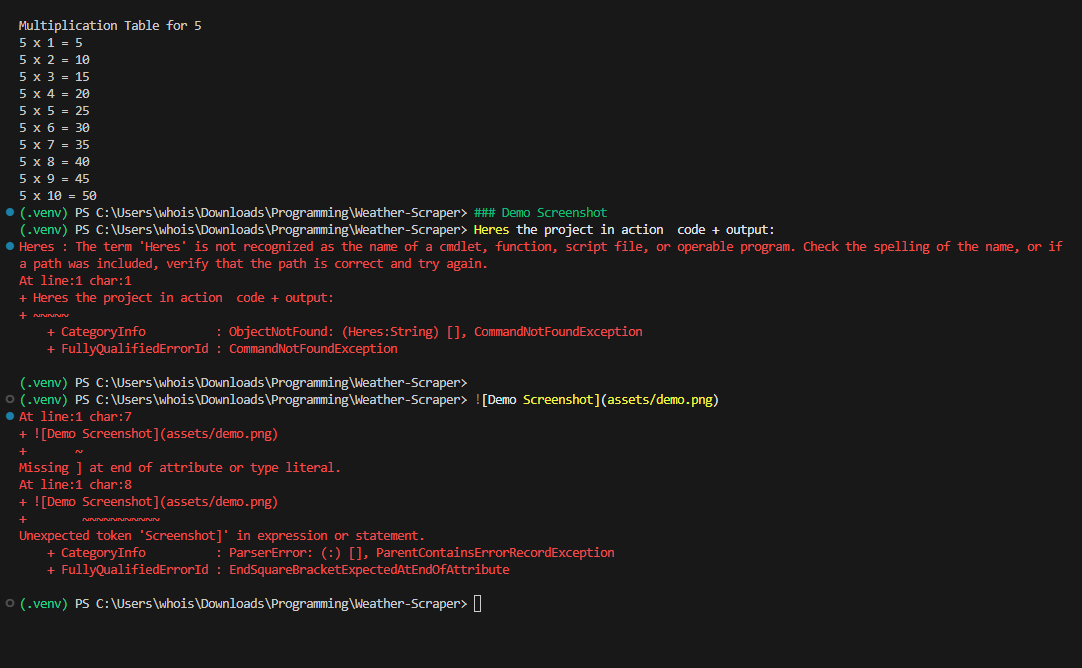 Multiplication Table for 5
5 x 1 = 5
5 x 2 = 10
5 x 3 = 15
5 x 4 = 20
5 x 5 = 25
5 x 6 = 30
5 x 7 = 35
5 x 8 = 40
5 x 9 = 45
5 x 10 = 50
(.venv) PS C:\Users\whois\Downloads\Programming\Weather-Scraper> ### Demo Screenshot
(.venv) PS C:\Users\whois\Downloads\Programming\Weather-Scraper> Heres the project in action  code + output:
Heres : The term 'Heres' is not recognized as the name of a cmdlet, function, script file, or operable program. Check the spelling of the name, or if
a path was included, verify that the path is correct and try again.
At line:1 char:1
+ Heres the project in action  code + output:
+ ~~~~~
    + CategoryInfo          : ObjectNotFound: (Heres:String) [], CommandNotFoundException
    + FullyQualifiedErrorId : CommandNotFoundException
(.venv) PS C:\Users\whois\Downloads\Programming\Weather-Scraper>
(.venv) PS C:\Users\whois\Downloads\Programming\Weather-Scraper> ![Demo Screenshot](assets/demo.png)
At line:1 char:7
+ ![Demo Screenshot](assets/demo.png)
+       ~
Missing ] at end of attribute or type literal.
At line:1 char:8
+ ![Demo Screenshot](assets/demo.png)
+        ~~~~~~~~~~~
Unexpected token 'Screenshot]' in expression or statement.
    + CategoryInfo          : ParserError: (:) [], ParentContainsErrorRecordException
    + FullyQualifiedErrorId : EndSquareBracketExpectedAtEndOfAttribute
(.venv) PS C:\Users\whois\Downloads\Programming\Weather-Scraper>